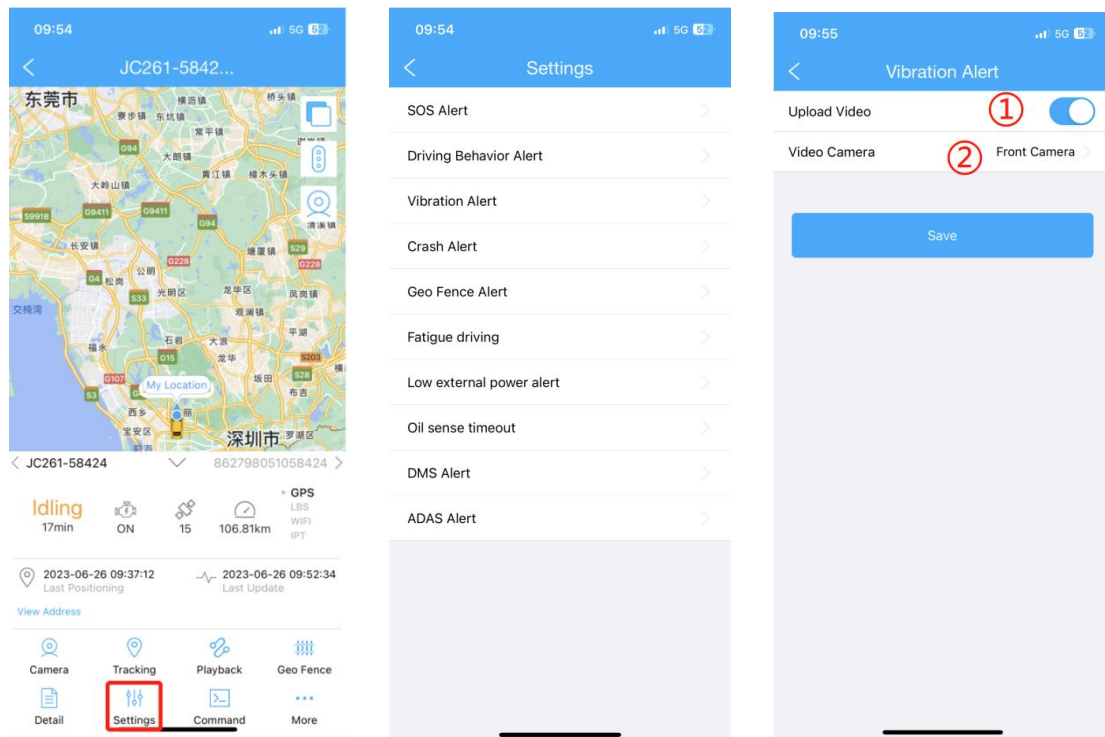 09:54
5G 52
JC261-5842...
东莞市
横沥镇
桥头镇
寮步镇
东坑镇
常平镇
G94
大朗镇
黄江镇
樟木头镇
大岭山镇
S9918
G9411
G9411
G94
清溪镇
长安镇
塘厦镇
S29
G228
G228
公明
G4
松岗
S33
光明区
龙华区
凤岗镇
交椅湾
观澜镇
平湖
石岩
大浪
福永
G15
龙华
S203
G107
My Location
坂田
S28
布吉
S3
西乡
丽
宝安区
深圳市
罗湖区
前海
JC261-58424
862798051058424
Idling
17min
ON
15
106.81km
GPS
LBS
WIFI
IPT
2023-06-26 09:37:12
Last Positioning
2023-06-26 09:52:34
Last Update
View Address
Camera
Tracking
Playback
Geo Fence
Detail
Settings
Command
More
09:54
5G 52
Settings
SOS Alert
Driving Behavior Alert
Vibration Alert
Crash Alert
Geo Fence Alert
Fatigue driving
Low external power alert
Oil sense timeout
DMS Alert
ADAS Alert
09:55
5G 52
Vibration Alert
Upload Video ①
Video Camera ② Front Camera
Save